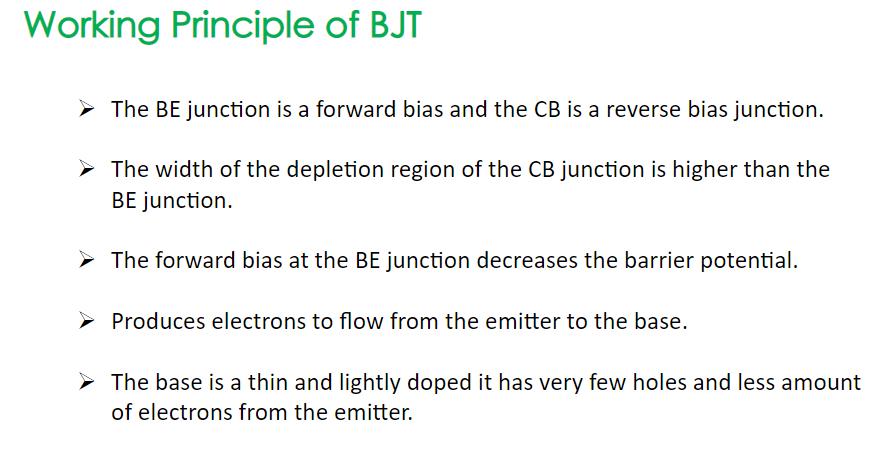 Working Principle of BJT
➢ The BE junction is a forward bias and the CB is a reverse bias junction.
➢ The width of the depletion region of the CB junction is higher than the
BE junction.
➢ The forward bias at the BE junction decreases the barrier potential.
➢ Produces electrons to flow from the emitter to the base.
➢ The base is a thin and lightly doped it has very few holes and less amount
of electrons from the emitter.